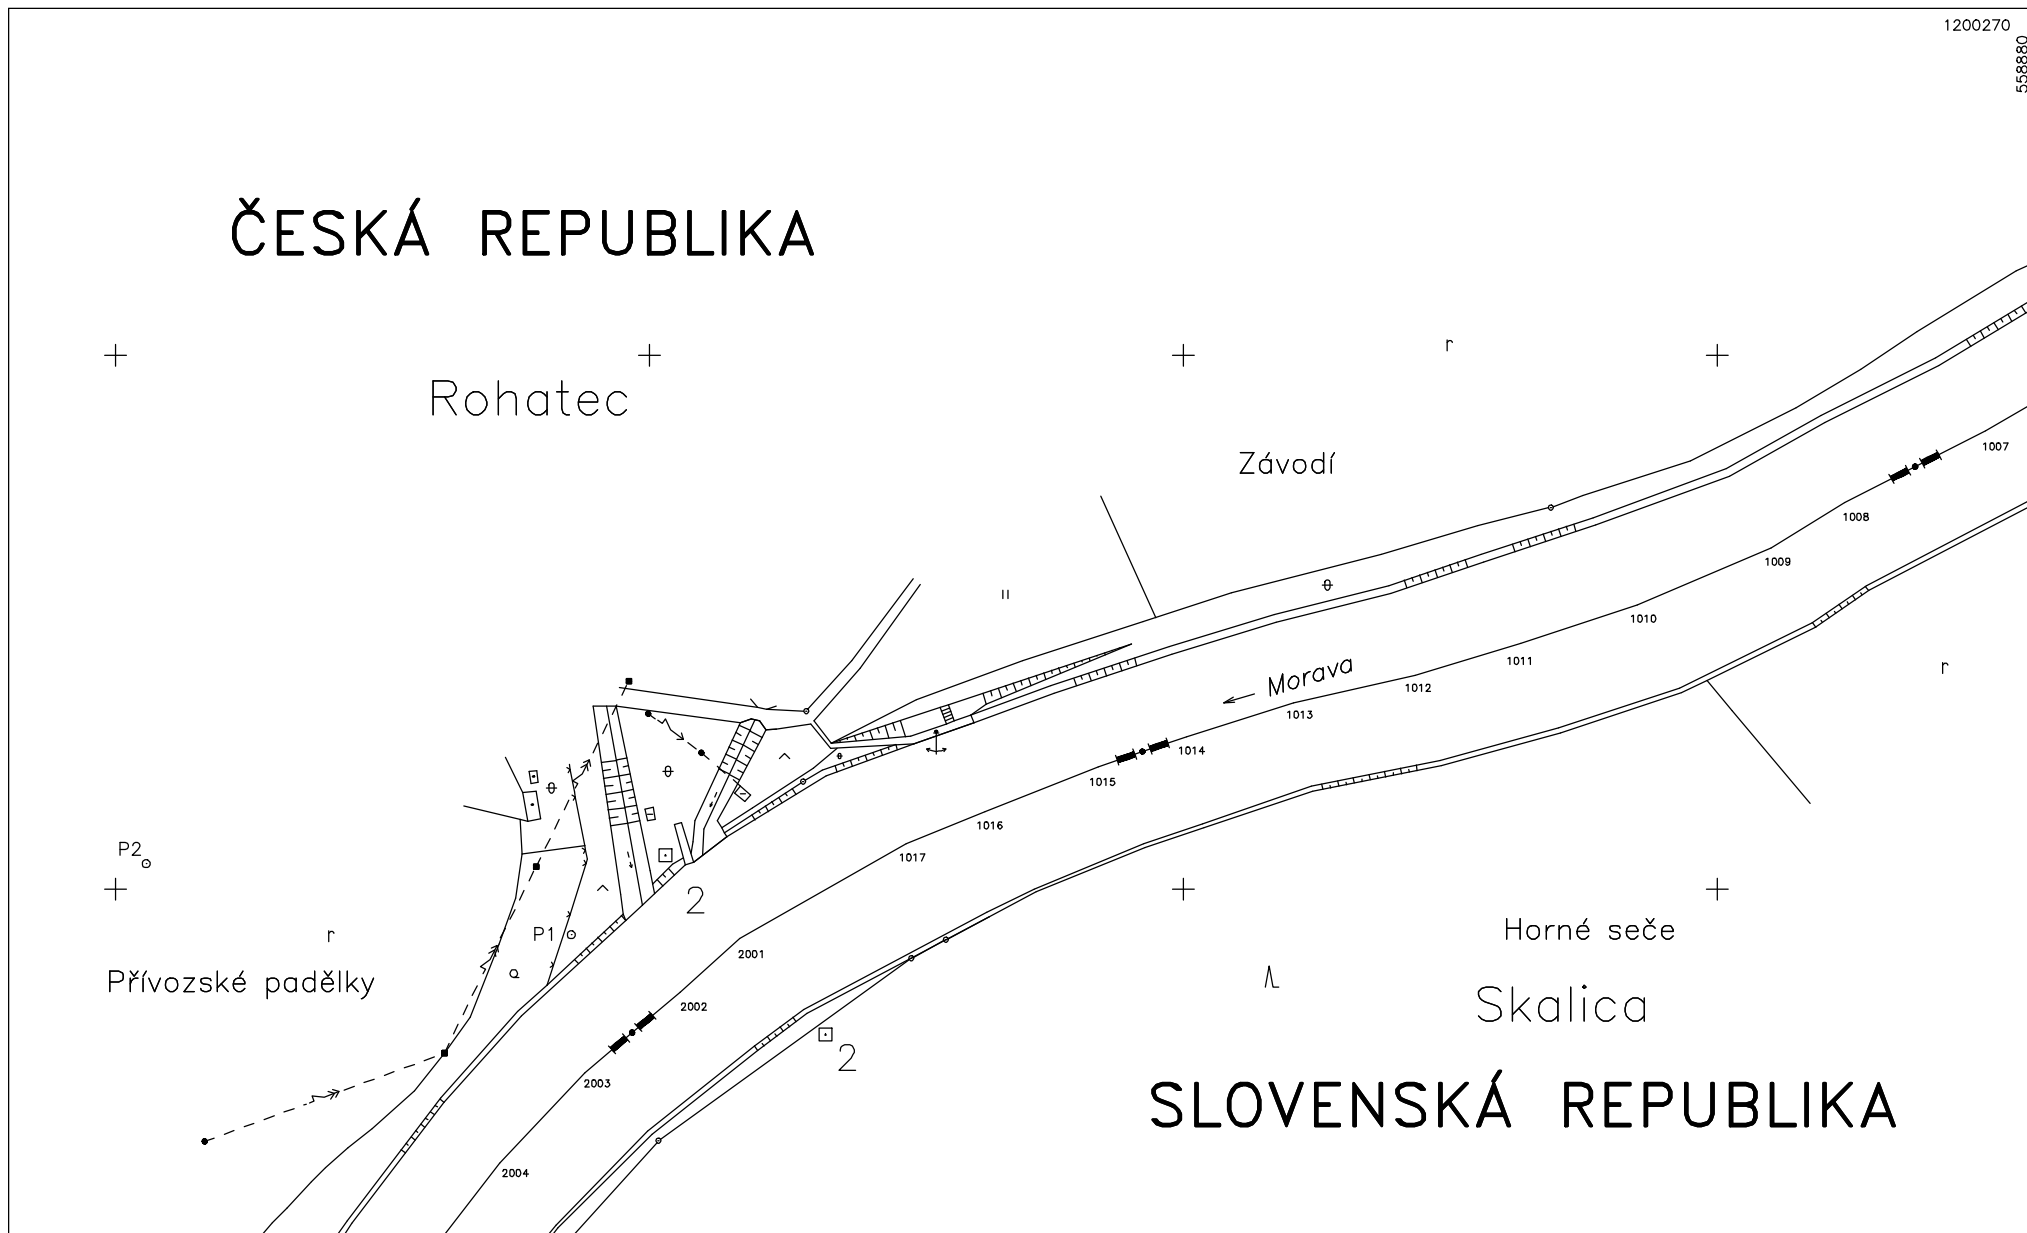 1200270
558880
ČESKÁ REPUBLIKA
Rohatec
Závodí
r
1007
1008
1009
1010
1011
r
Morava
1012
1013
1014
1015
1016
1017
P2
2
r
P1
Horné seče
2001
Přívozské padělky
2002
Skalica
2
2003
SLOVENSKÁ REPUBLIKA
2004